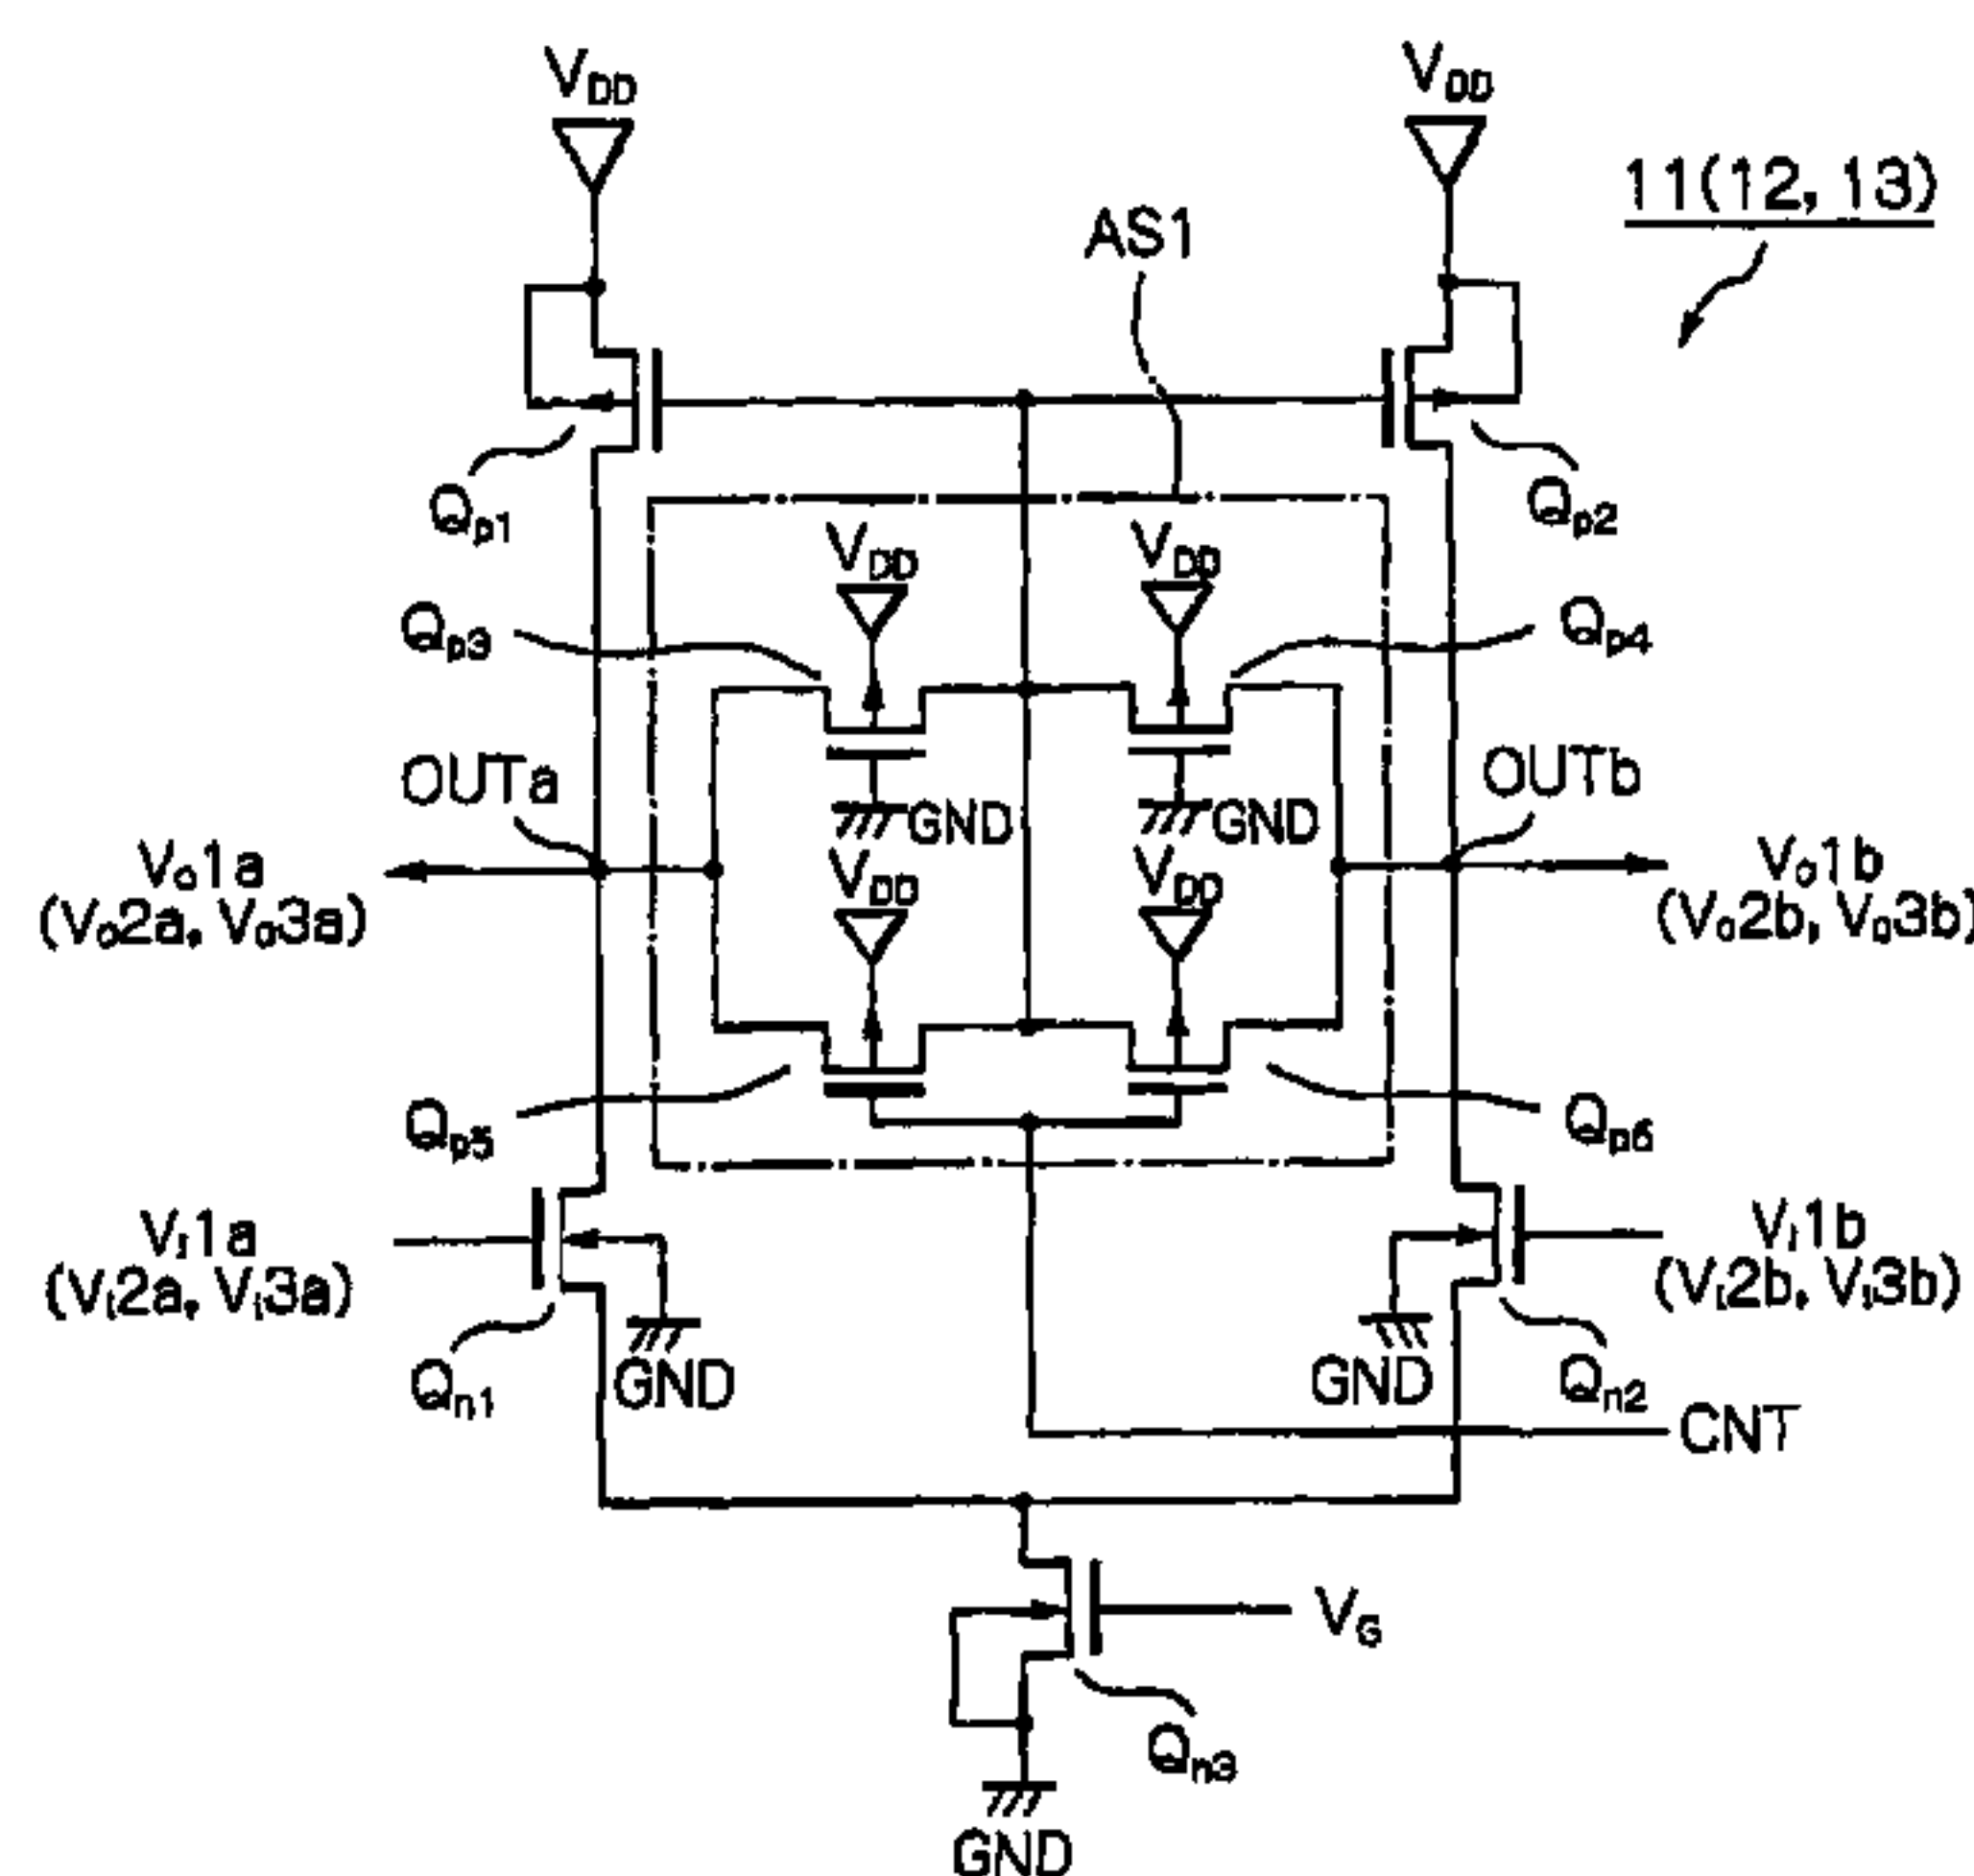 VDD
VDD
11(12, 13)
AS1
Qp1
Qp2
VDD
VDD
Qp3
Qp4
OUTa
GND
GND
OUTb
Vo1a
(Vo2a, Vo3a)
VDD
VDD
Vo1b
(Vo2b, Vo3b)
Qp5
Qp6
Vi1a
(Vi2a, Vi3a)
Vi1b
(Vi2b, Vi3b)
Qn1
GND
GND
Qn2
CNT
VG
Qn3
GND